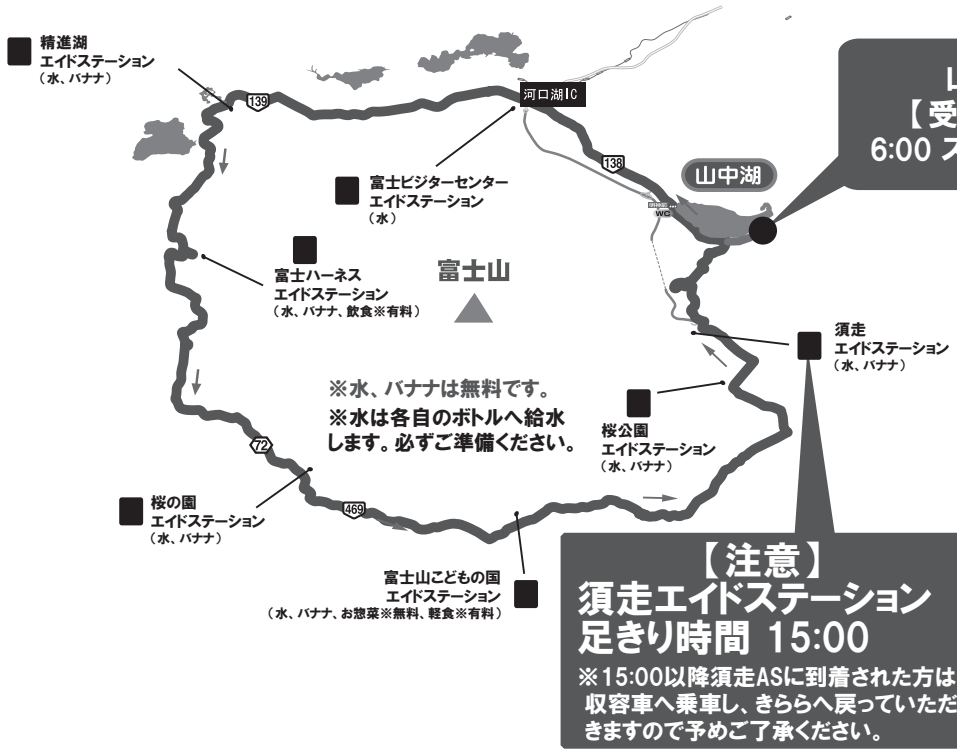 精進湖
エイドステーション
（水、バナナ）
139
河口湖IC
138
山中湖
WC
【受
6:00 ス
富士ビジターセンター
エイドステーション
（水）
富士ハーネス
エイドステーション
（水、バナナ、飲食※有料）
富士山
須走
エイドステーション
（水、バナナ）
※水、バナナは無料です。
※水は各自のボトルへ給水
します。必ずご準備ください。
桜公園
エイドステーション
（水、バナナ）
72
桜の園
エイドステーション
（水、バナナ）
469
富士山こどもの国
エイドステーション
（水、バナナ、お惣菜※無料、軽食※有料）
【注意】
須走エイドステーション
足きり時間 15:00
※15:00以降須走ASに到着された方は
収容車へ乗車し、きららへ戻っていただ
きますので予めご了承ください。